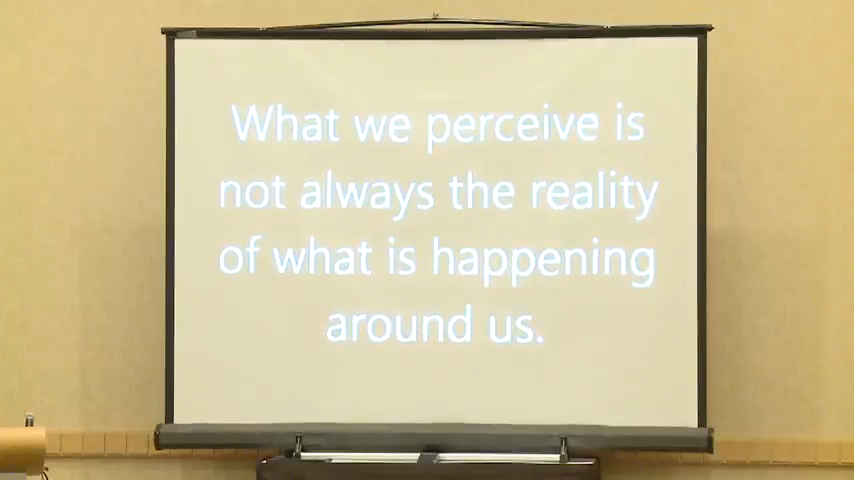 What we perceive is
not always the reality
of what is happening
around us.